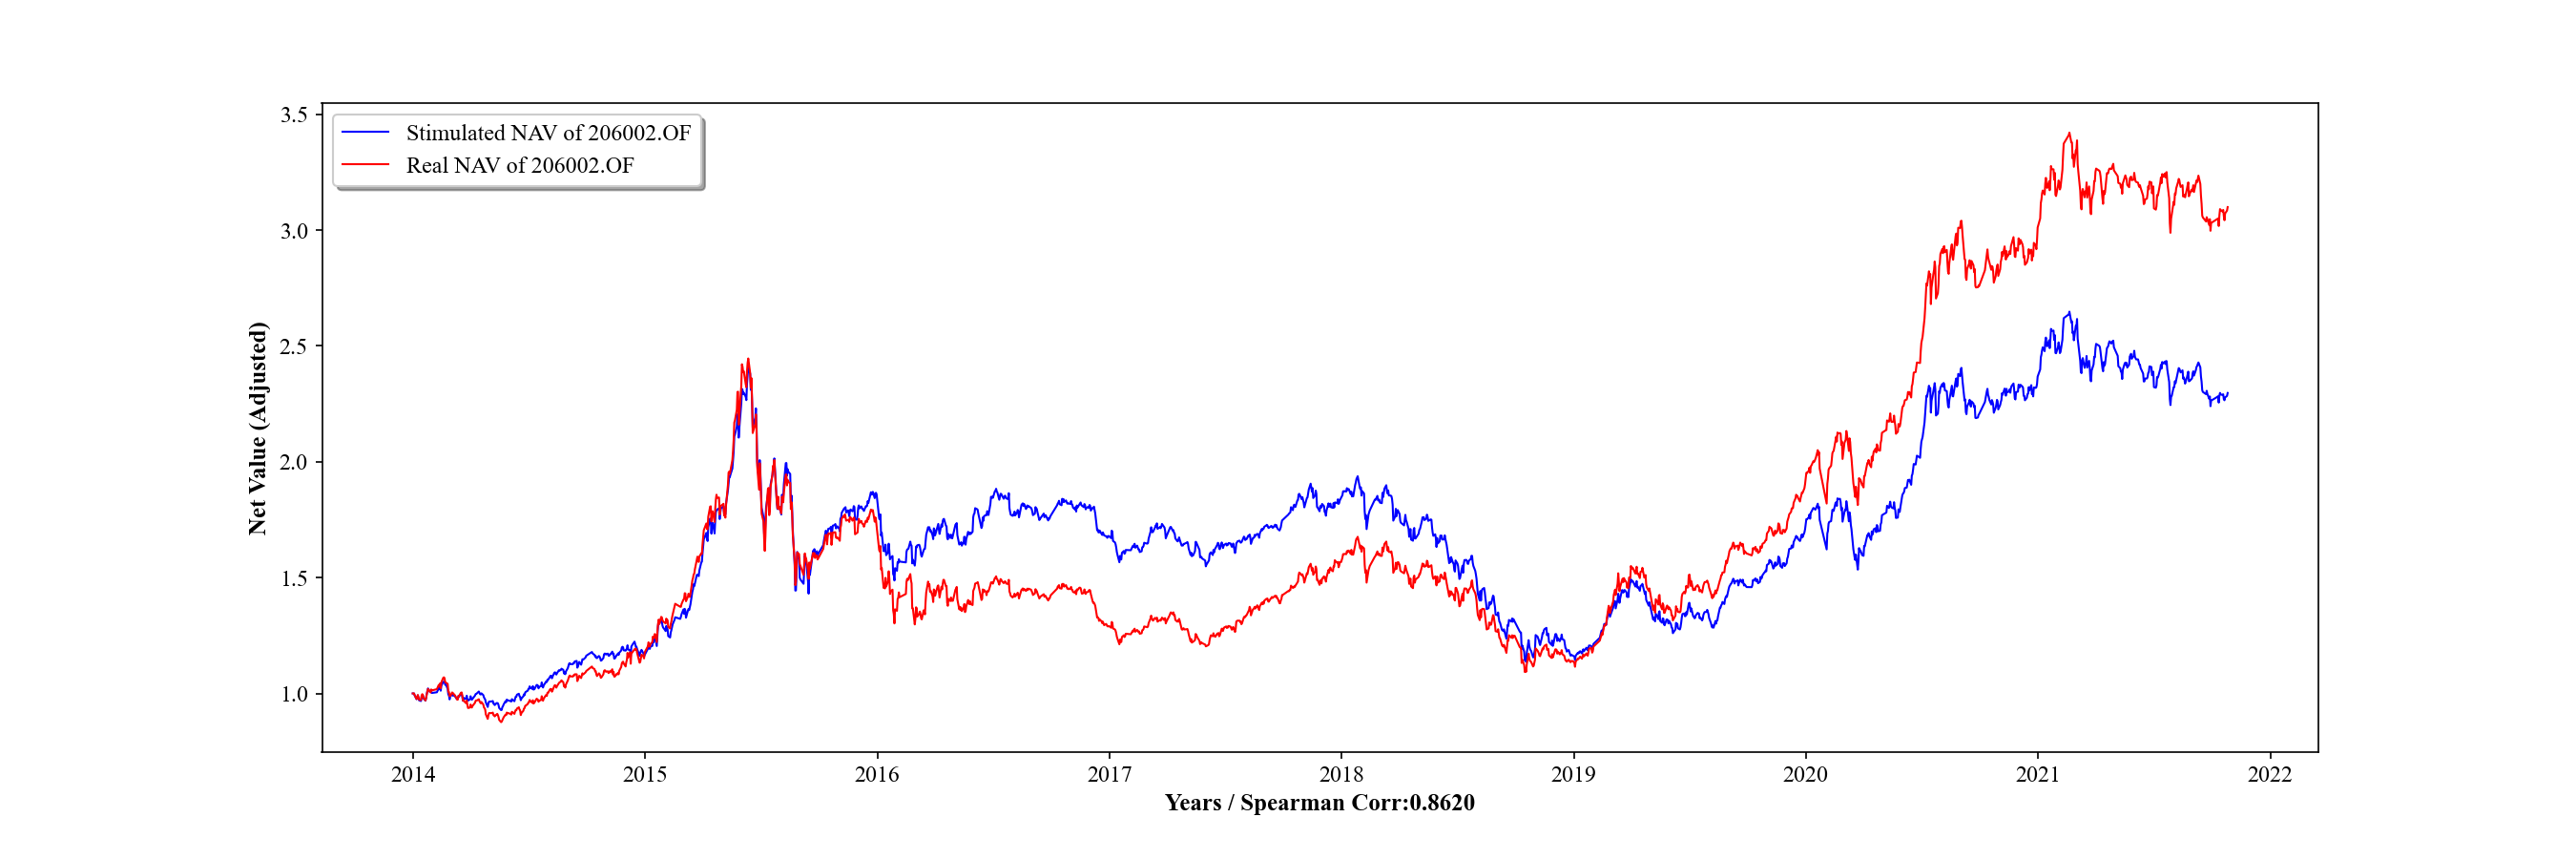 Stimulated NAV of 206002.OF
Real NAV of 206002.OF
3.5
3.0
2.5
2.0
1.5
1.0
Net Value (Adjusted)
2014 2015 2016 2017 2018 2019 2020 2021 2022
Years / Spearman Corr:0.8620